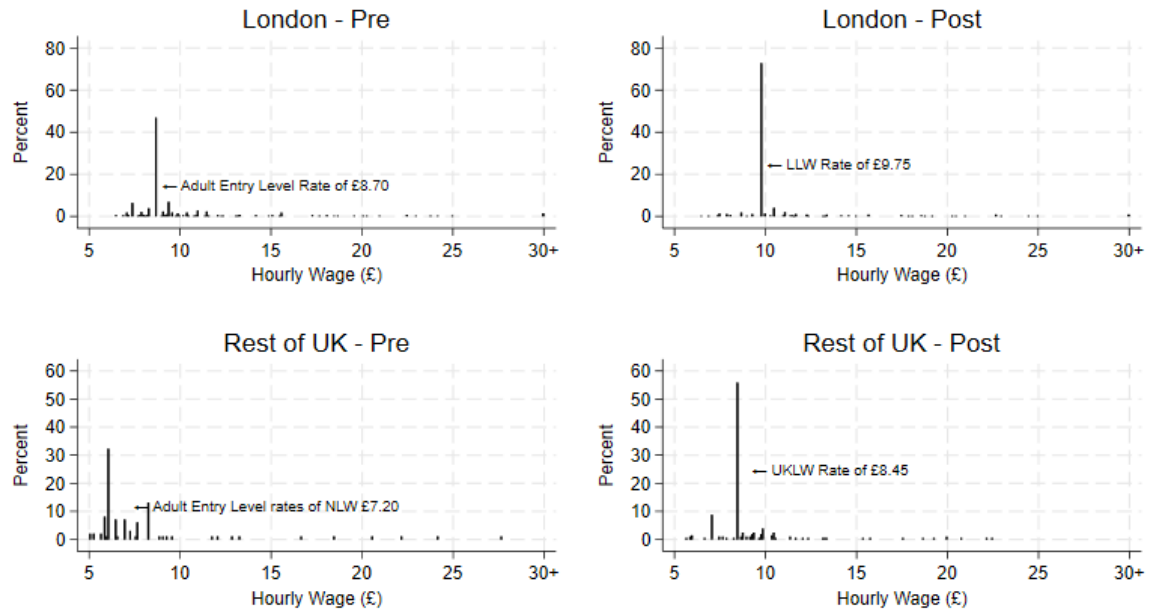 London - Pre
80
60
40
20
0
Percent
Adult Entry Level Rate of £8.70
5 10 15 20 25 30+
Hourly Wage (£)
London - Post
80
60
40
20
0
Percent
LLW Rate of £9.75
5 10 15 20 25 30+
Hourly Wage (£)
Rest of UK - Pre
60
50
40
30
20
10
0
Percent
Adult Entry Level rates of NLW £7.20
5 10 15 20 25 30+
Hourly Wage (£)
Rest of UK - Post
60
50
40
30
20
10
0
Percent
UKLW Rate of £8.45
5 10 15 20 25 30+
Hourly Wage (£)